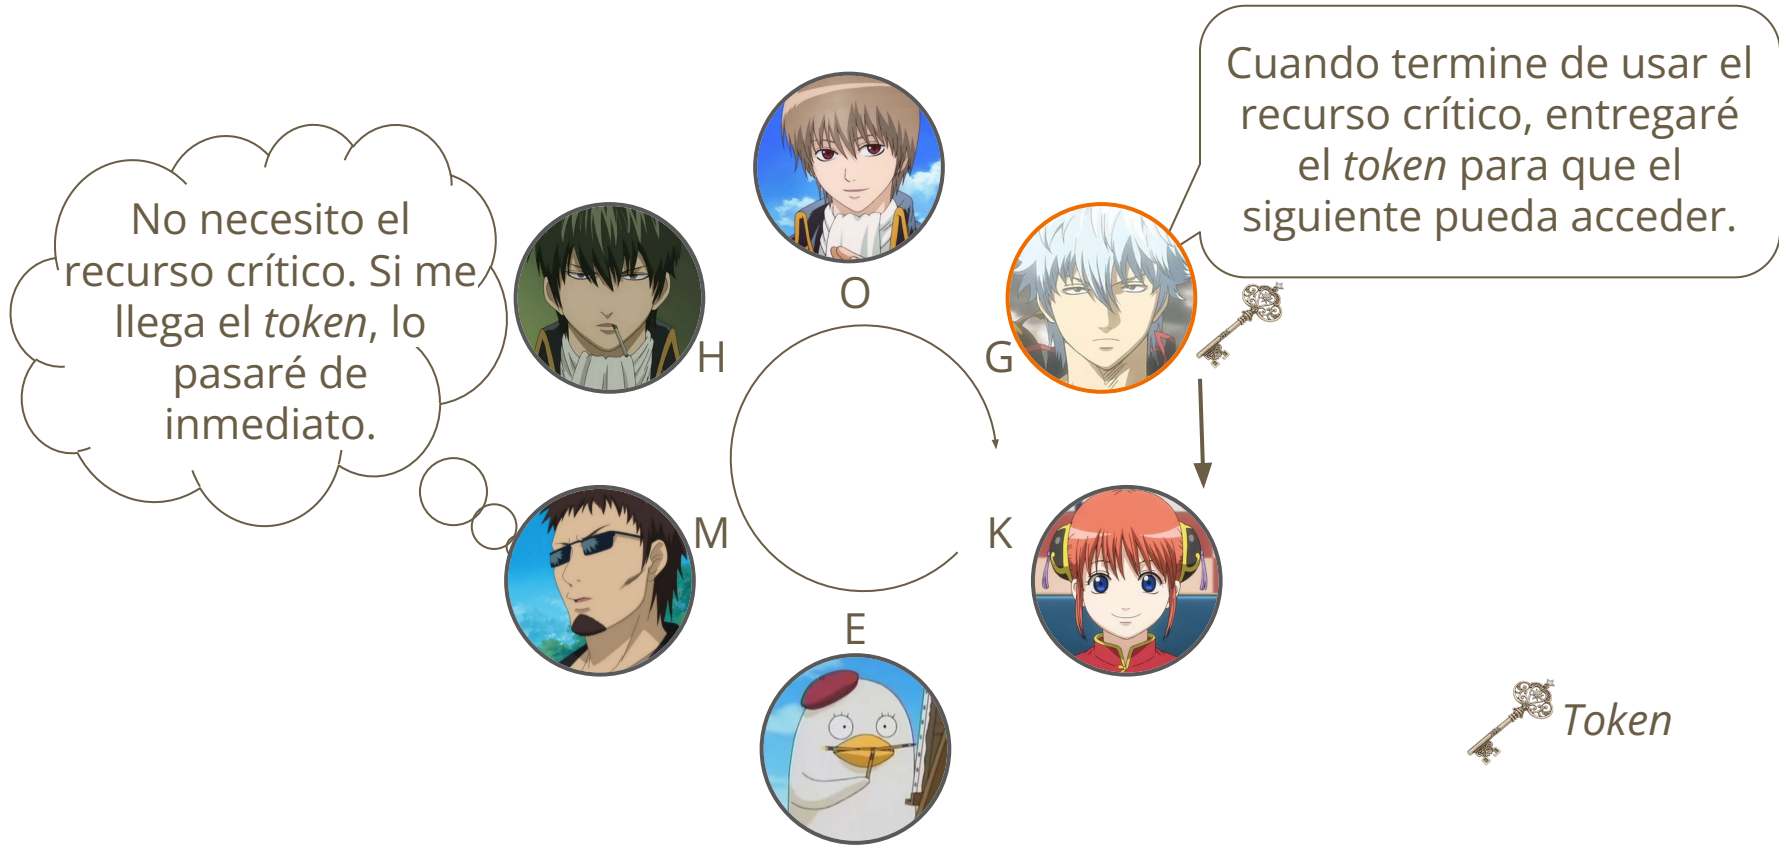 Cuando termine de usar el
recurso crítico, entregaré
el token para que el
siguiente pueda acceder.
No necesito el
recurso crítico. Si me
llega el token, lo
pasaré de
inmediato.
O
H
G
M
K
E
Token